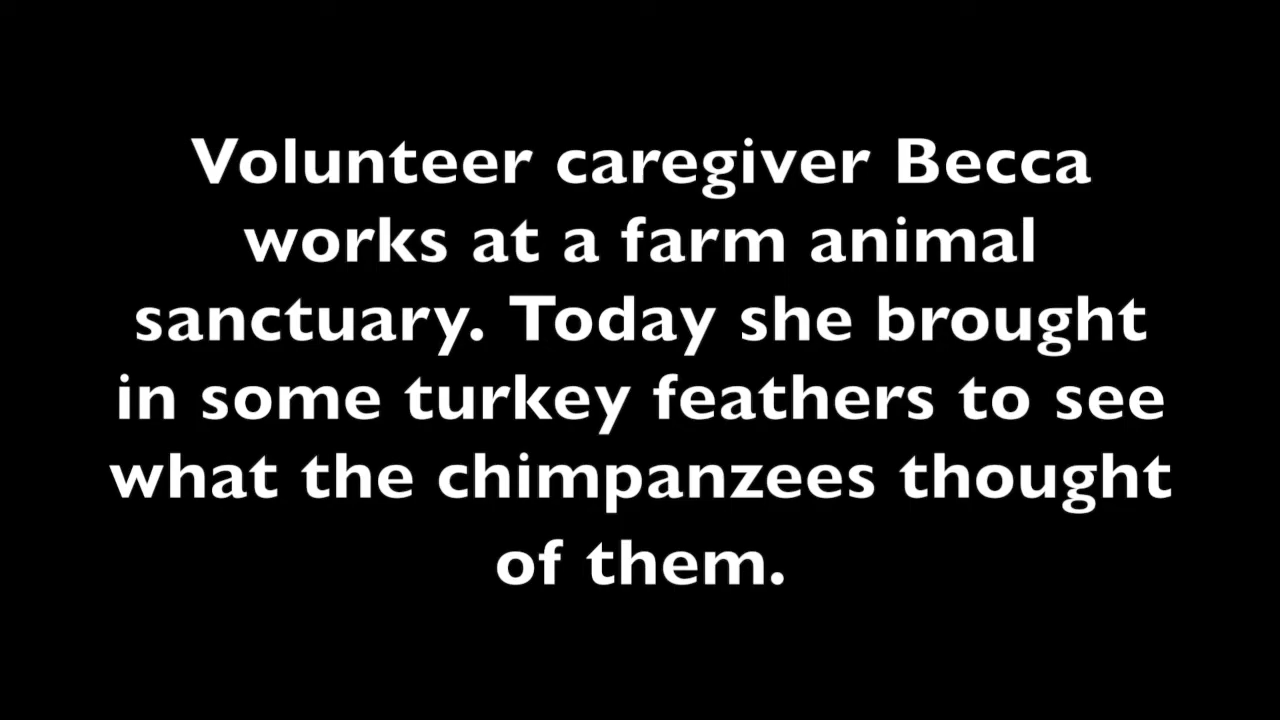 Volunteer caregiver Becca
works at a farm animal
sanctuary. Today she brought
in some turkey feathers to see
what the chimpanzees thought
of them.